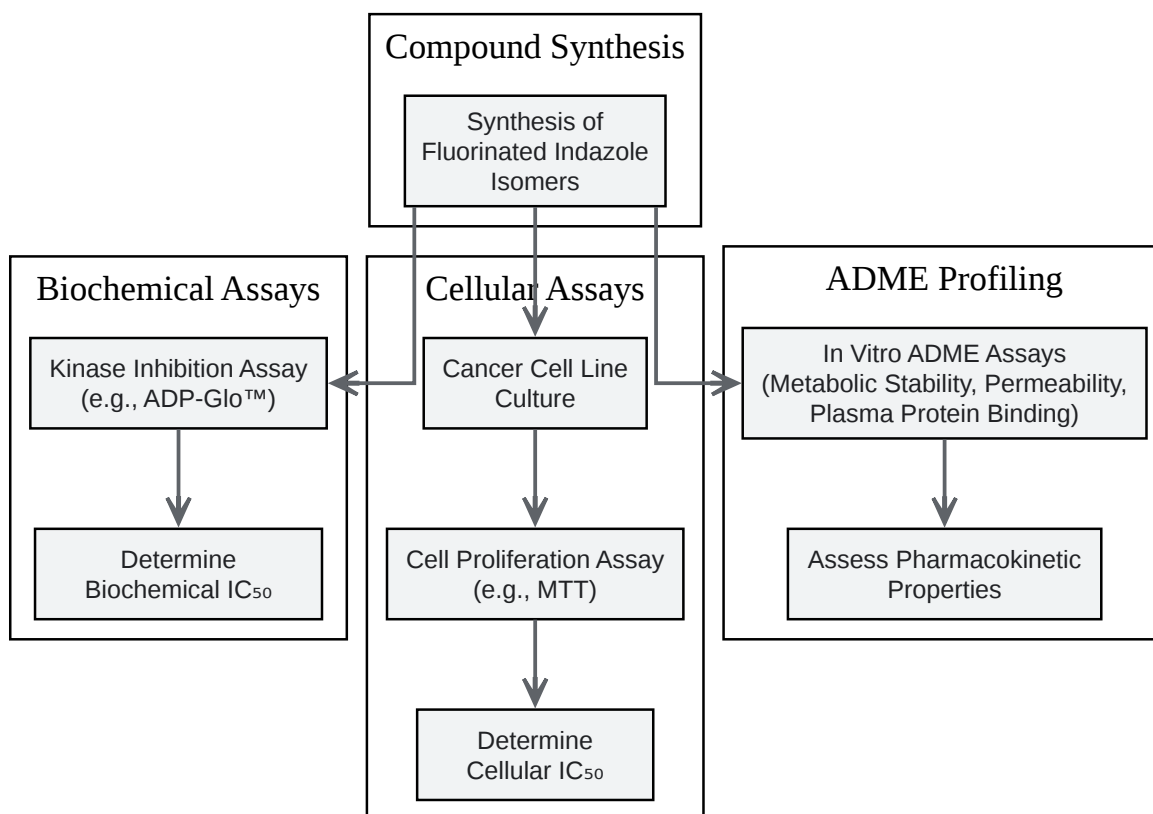 Compound Synthesis
Synthesis of
Fluorinated Indazole
Isomers
Biochemical Assays
Kinase Inhibition Assay
(e.g., ADP-Glo™)
Determine
Biochemical IC₅₀
Cellular Assays
Cancer Cell Line
Culture
Cell Proliferation Assay
(e.g., MTT)
Determine
Cellular IC₅₀
ADME Profiling
In Vitro ADME Assays
(Metabolic Stability, Permeability,
Plasma Protein Binding)
Assess Pharmacokinetic
Properties